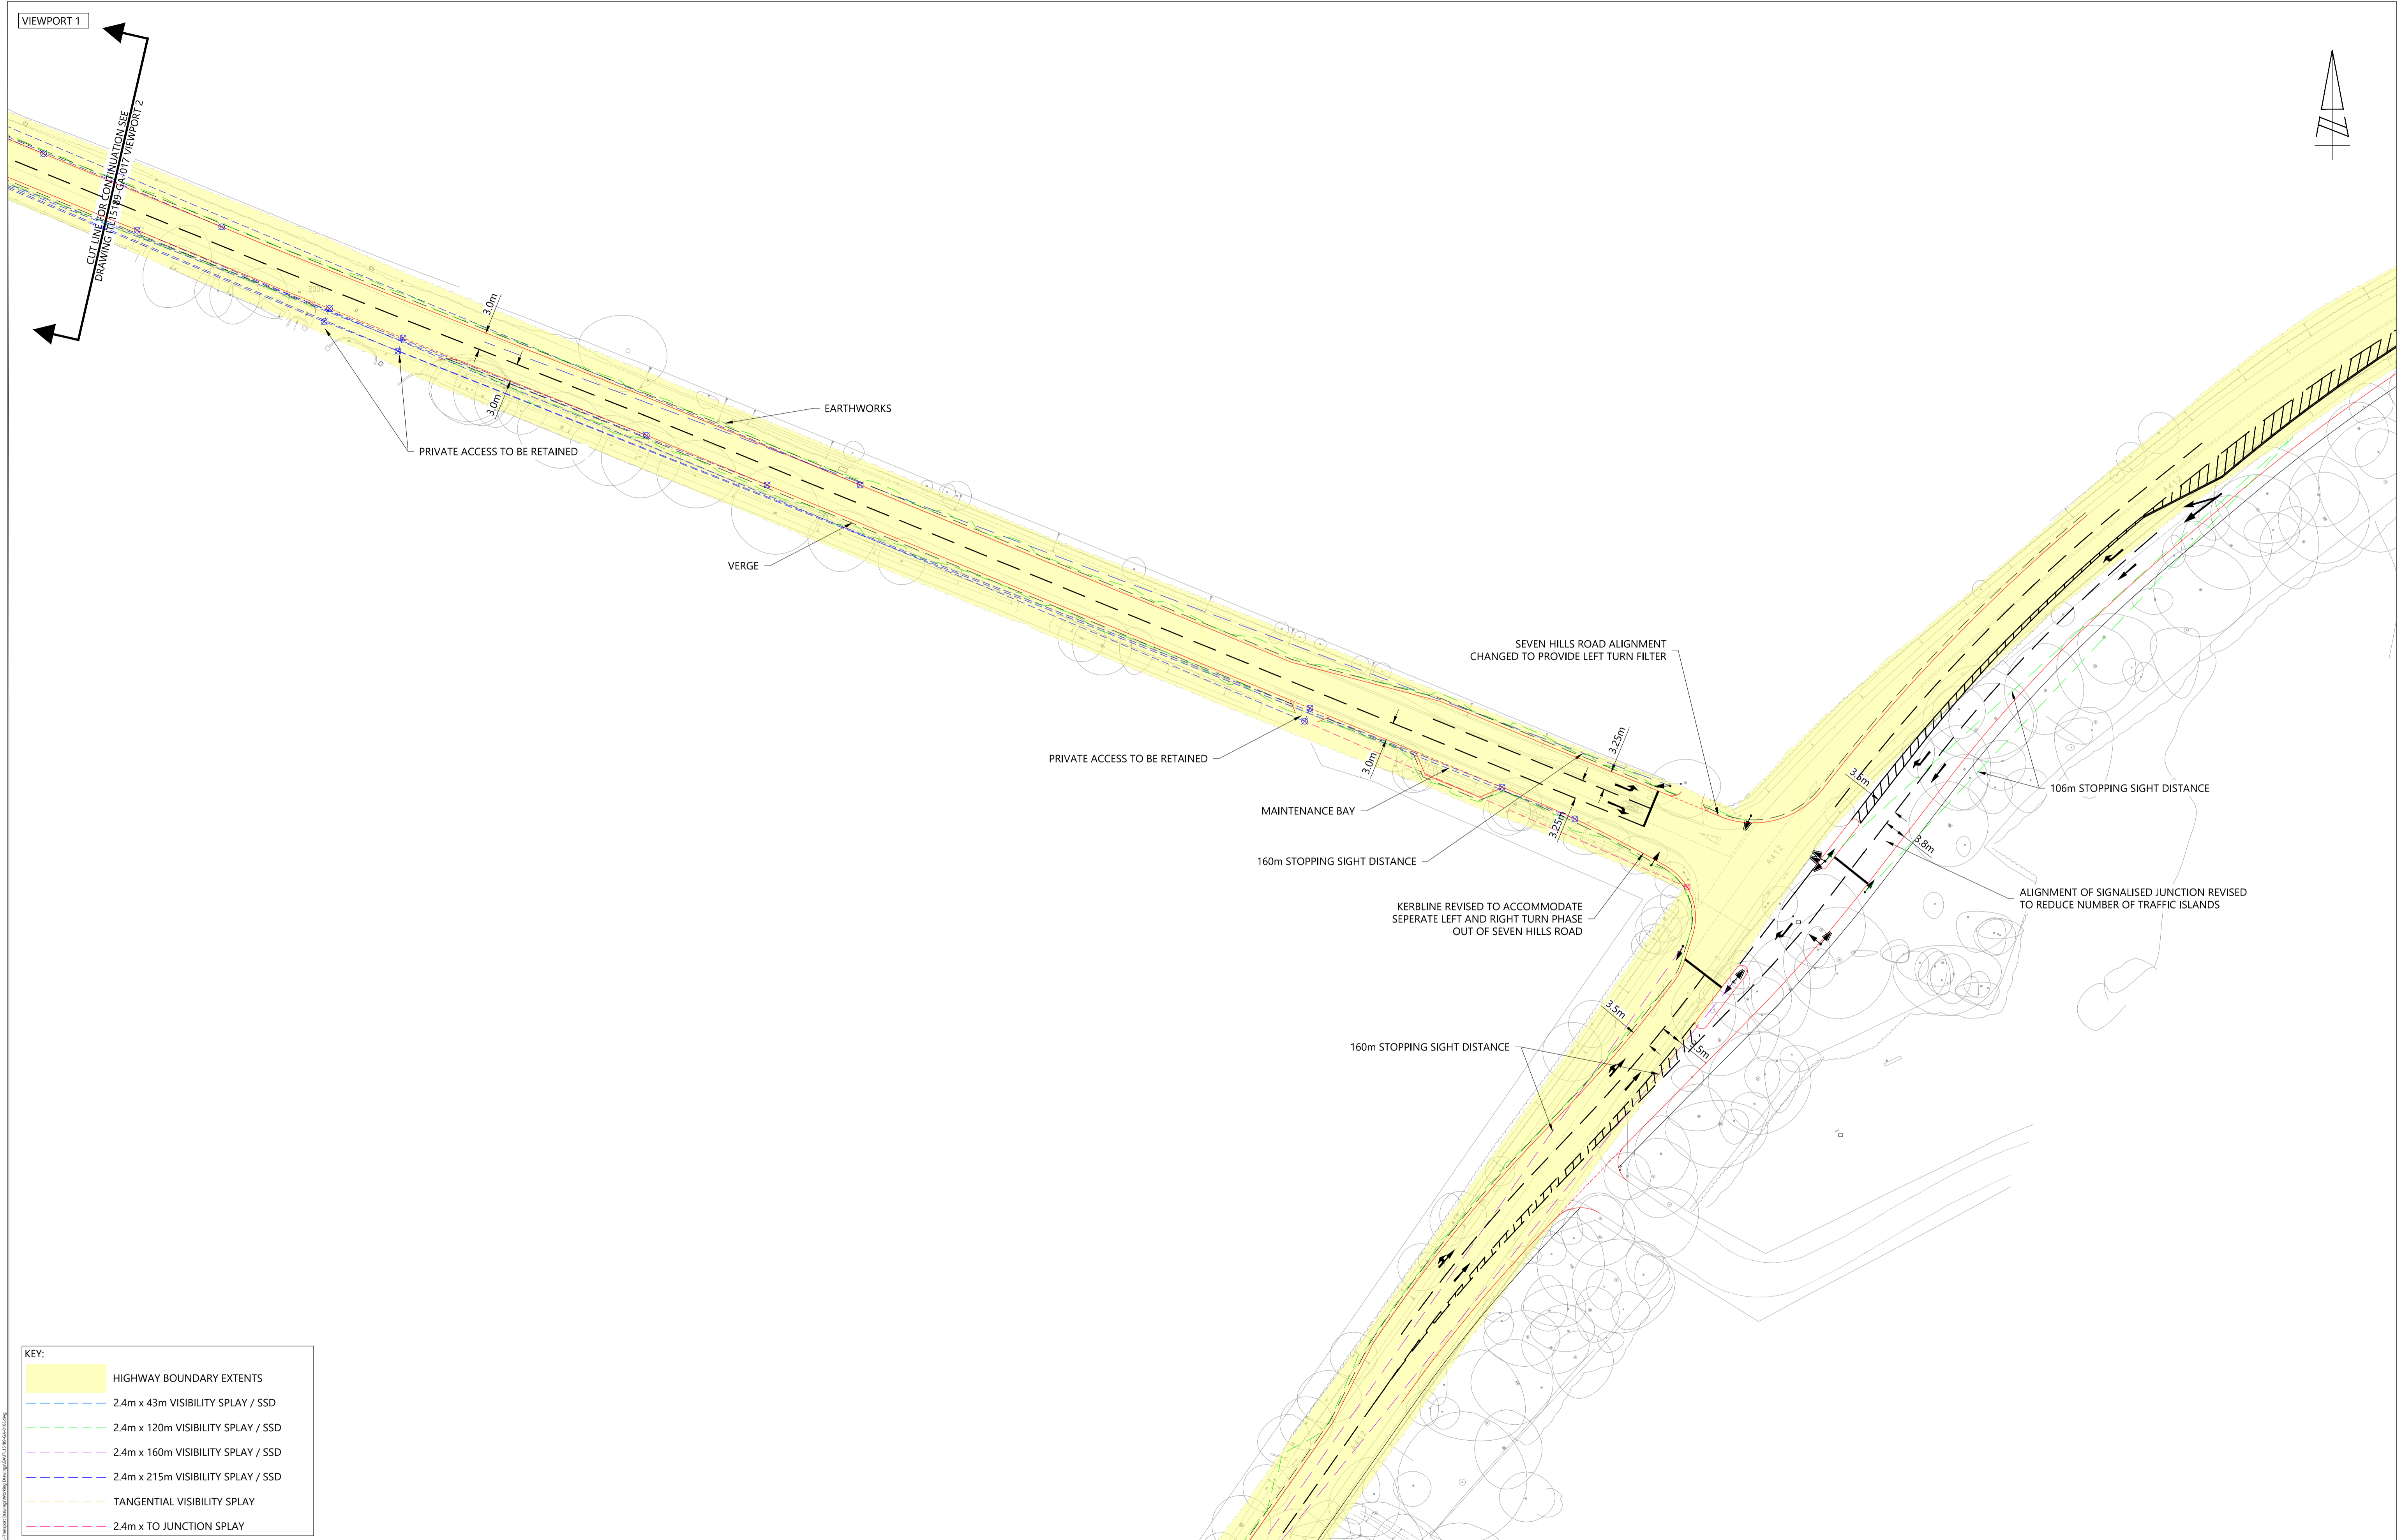 VIEWPORT 1
CUT LINE FOR CONTINUATION SEE
DRAWING ITL15189-GA-017 VIEWPORT 2
3.0m
3.0m
EARTHWORKS
PRIVATE ACCESS TO BE RETAINED
VERGE
A412
SEVEN HILLS ROAD ALIGNMENT
CHANGED TO PROVIDE LEFT TURN FILTER
PRIVATE ACCESS TO BE RETAINED
3.0m
3.25m
3.6m
106m STOPPING SIGHT DISTANCE
MAINTENANCE BAY
3.25m
3.8m
160m STOPPING SIGHT DISTANCE
A412
ALIGNMENT OF SIGNALISED JUNCTION REVISED
TO REDUCE NUMBER OF TRAFFIC ISLANDS
KERBLINE REVISED TO ACCOMMODATE
SEPERATE LEFT AND RIGHT TURN PHASE
OUT OF SEVEN HILLS ROAD
3.5m
160m STOPPING SIGHT DISTANCE
A412
KEY:
HIGHWAY BOUNDARY EXTENTS
2.4m x 43m VISIBILITY SPLAY / SSD
2.4m x 120m VISIBILITY SPLAY / SSD
2.4m x 160m VISIBILITY SPLAY / SSD
2.4m x 215m VISIBILITY SPLAY / SSD
TANGENTIAL VISIBILITY SPLAY
2.4m x TO JUNCTION SPLAY